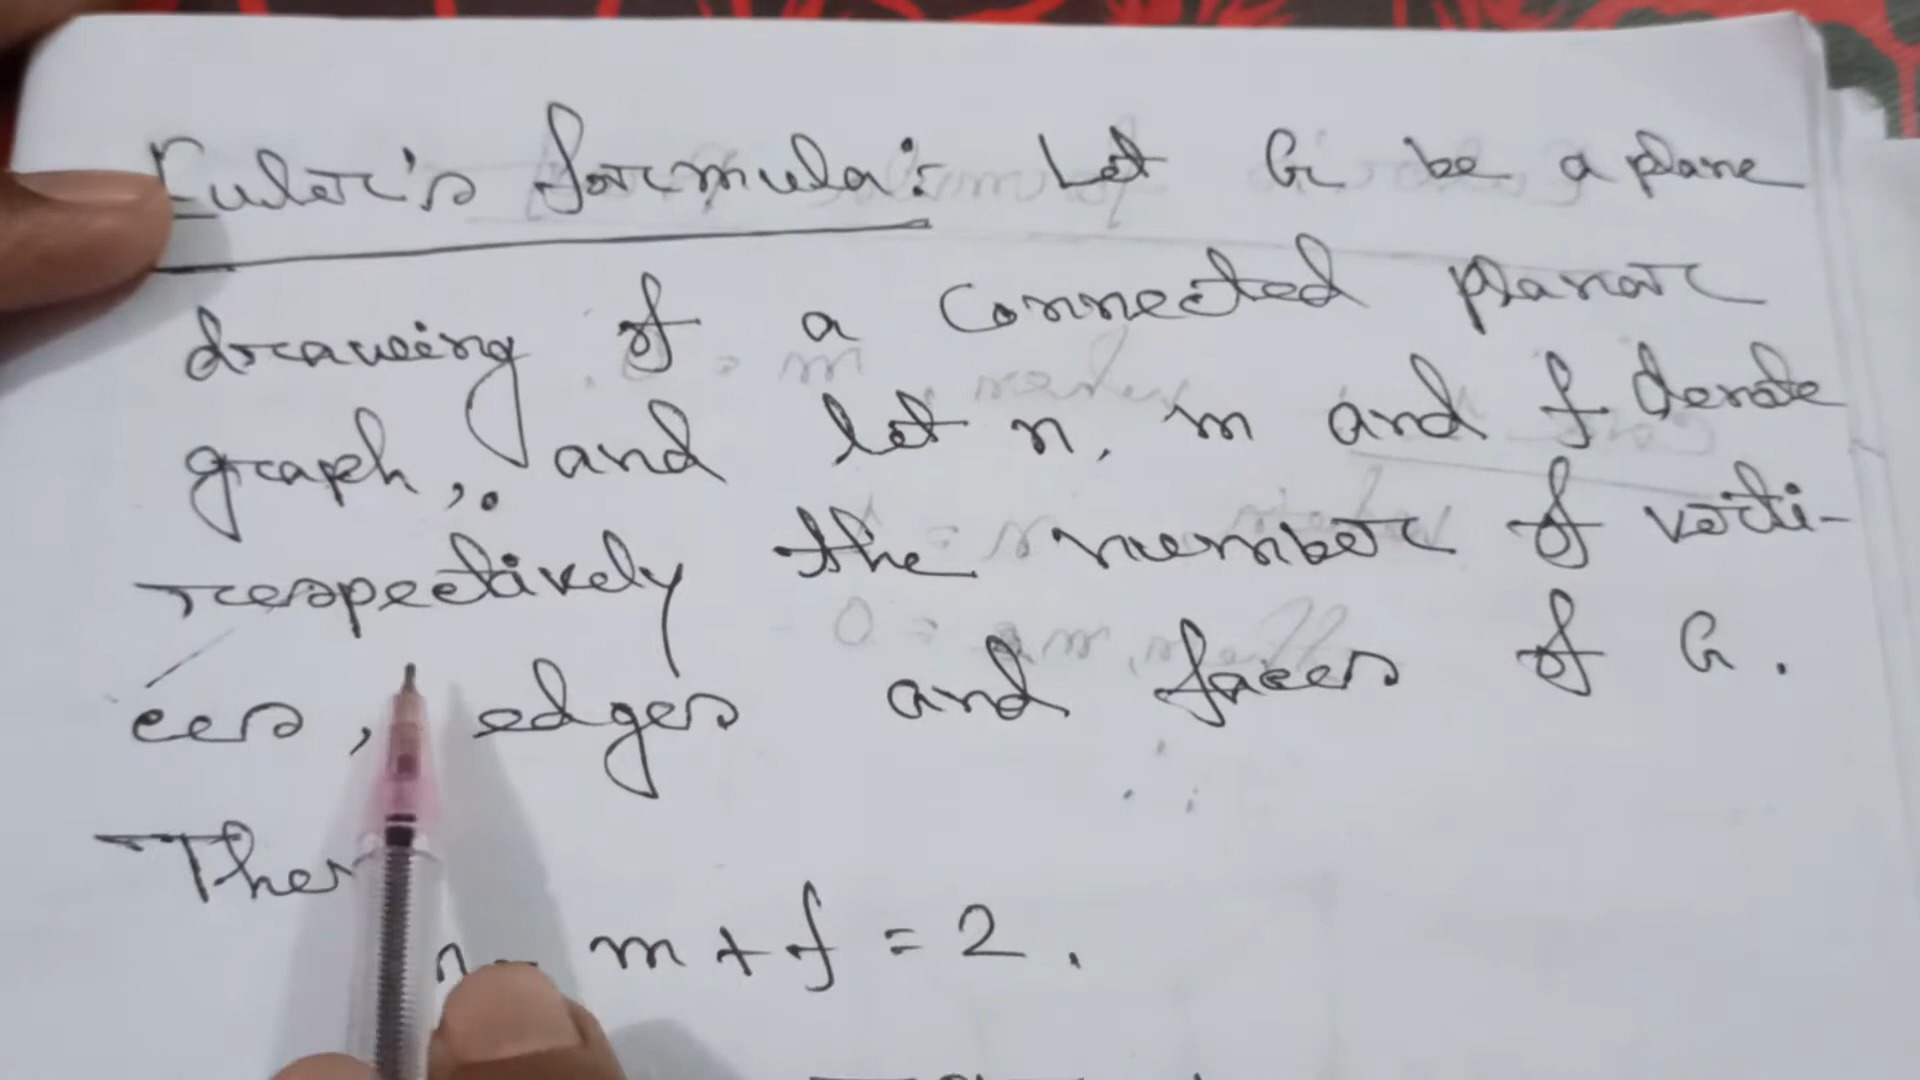 Euler's formula: Let G be a plane
drawing of a connected planar
graph, and let n, m and f denote
respectively the number of verti-
ces, edges and faces of G.
Then
n - m + f = 2.